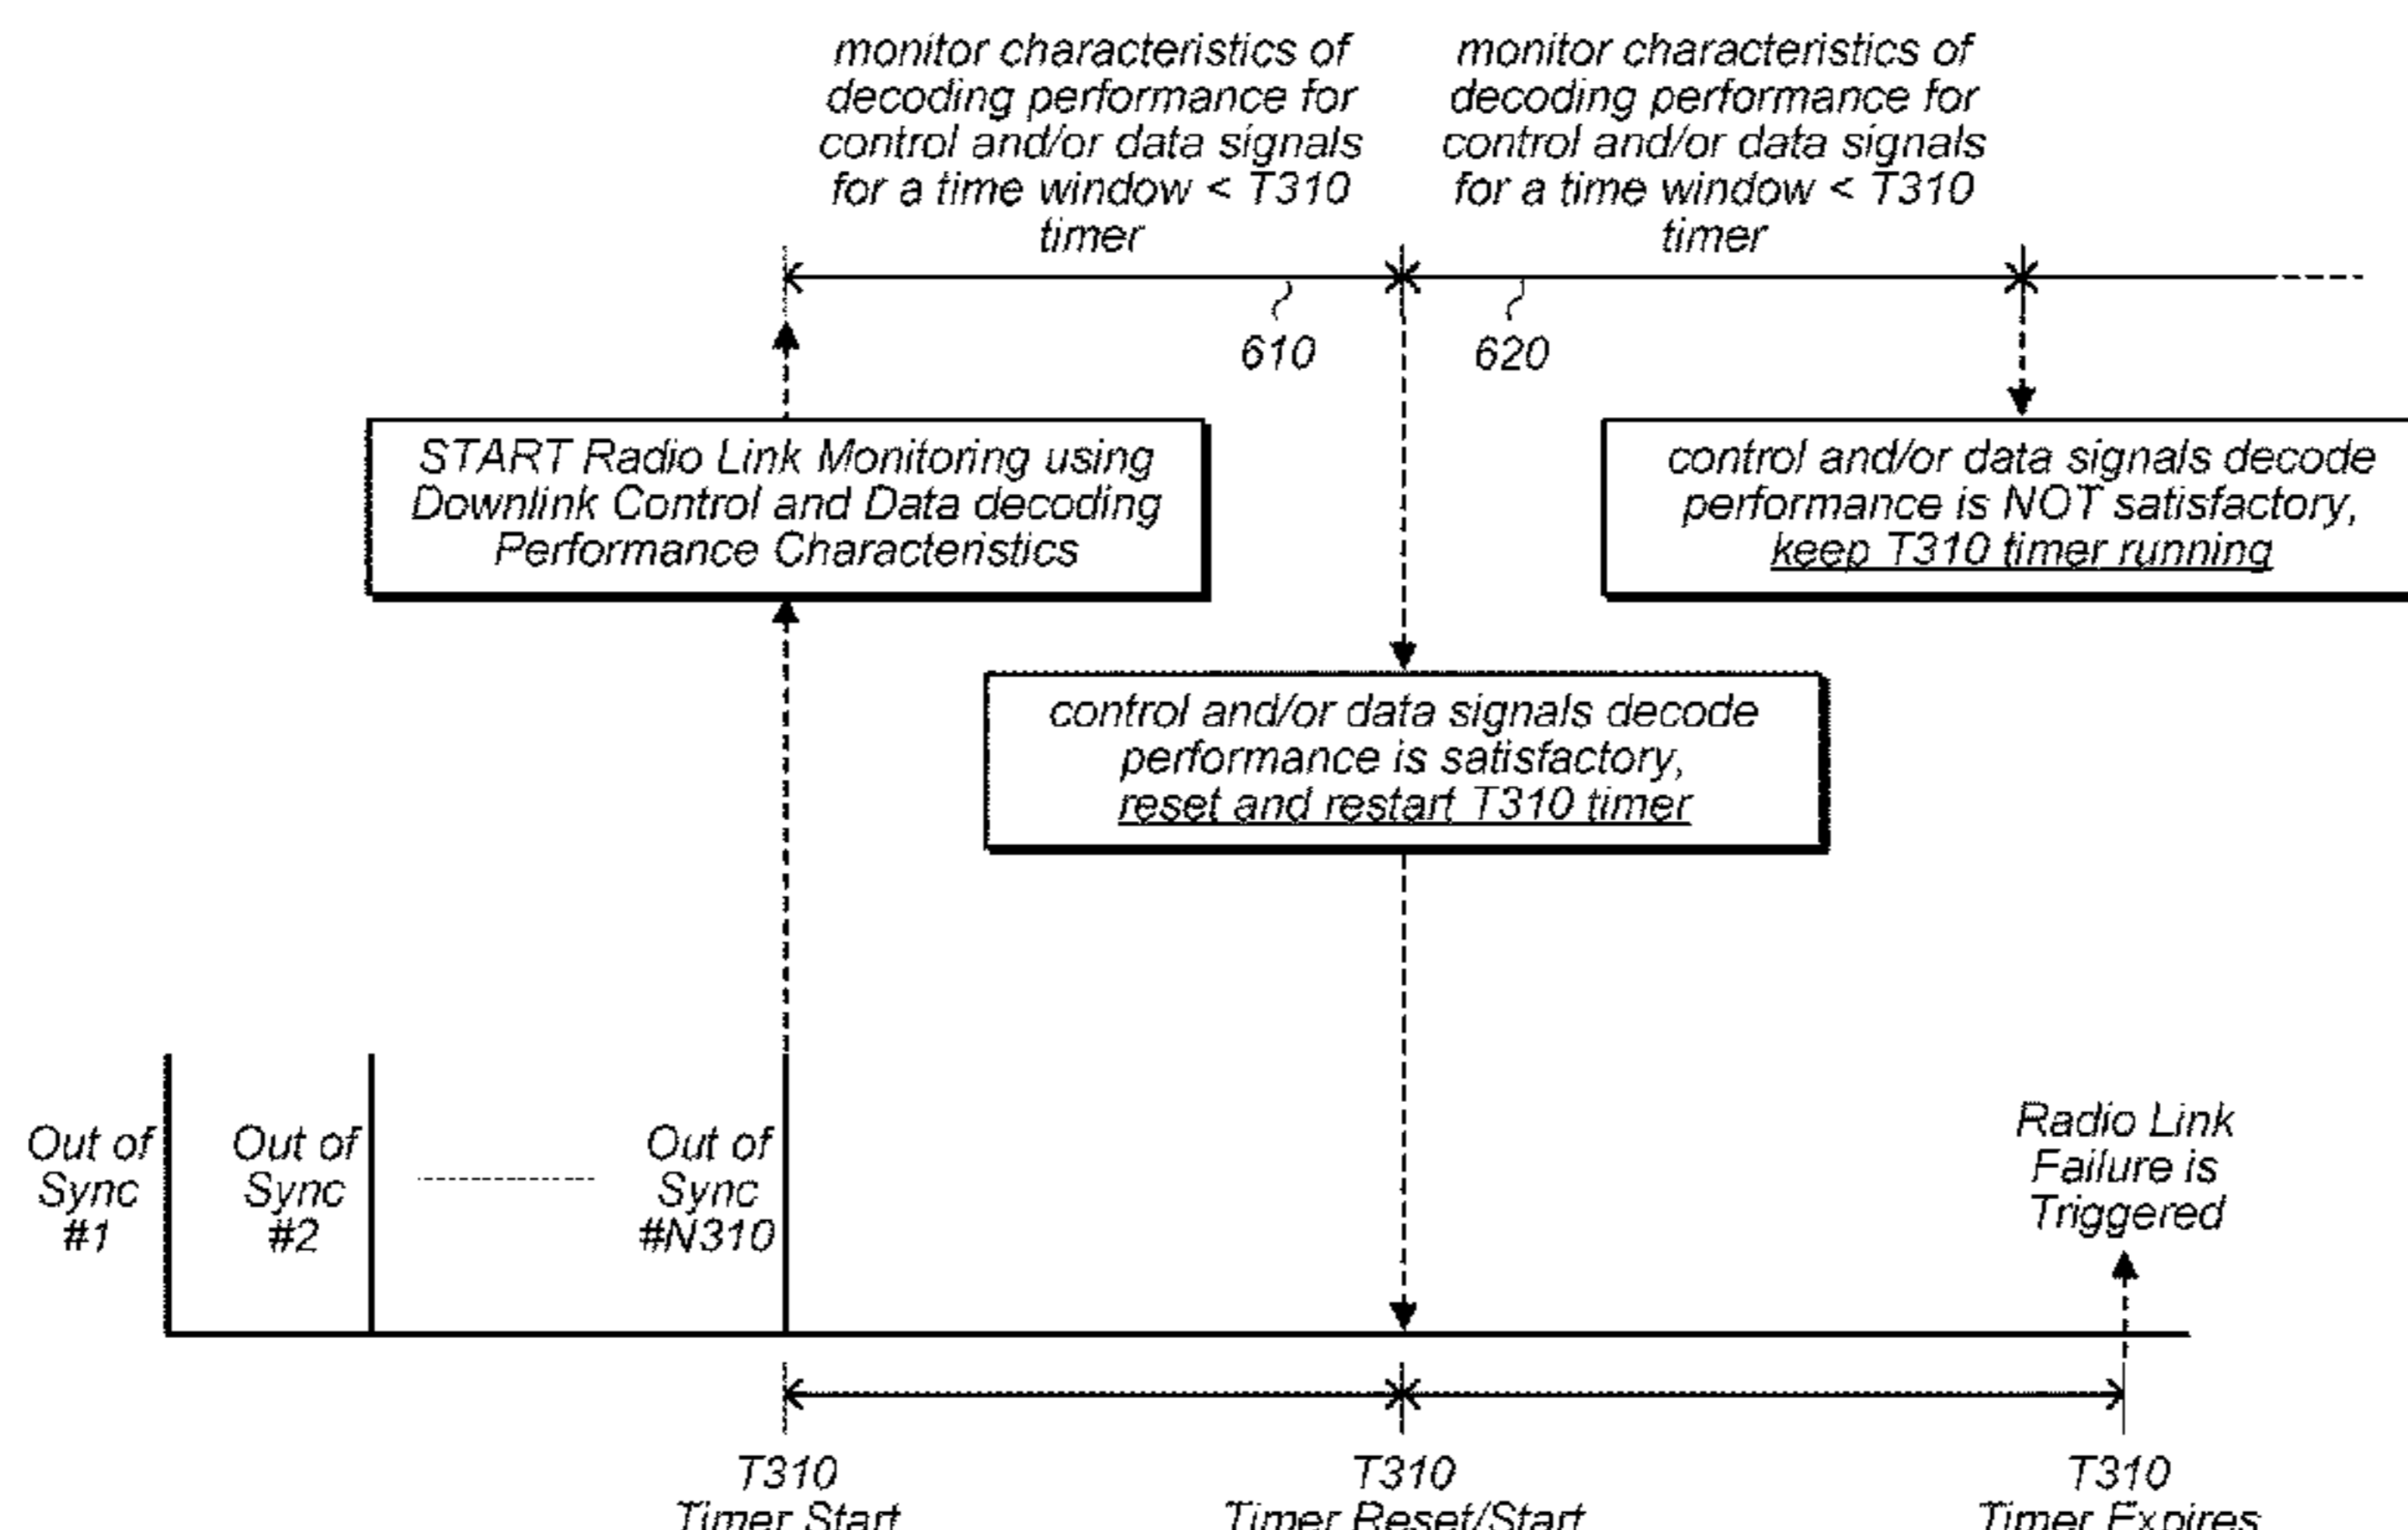 monitor characteristics of
decoding performance for
control and/or data signals
for a time window < T310
timer
monitor characteristics of
decoding performance for
control and/or data signals
for a time window < T310
timer
610
620
START Radio Link Monitoring using
Downlink Control and Data decoding
Performance Characteristics
control and/or data signals decode
performance is NOT satisfactory,
keep T310 timer running
control and/or data signals decode
performance is satisfactory,
reset and restart T310 timer
Out of
Sync
#1
Out of
Sync
#2
Out of
Sync
#N310
Radio Link
Failure is
Triggered
T310
Timer Start
T310
Timer Reset/Start
T310
Timer Expires